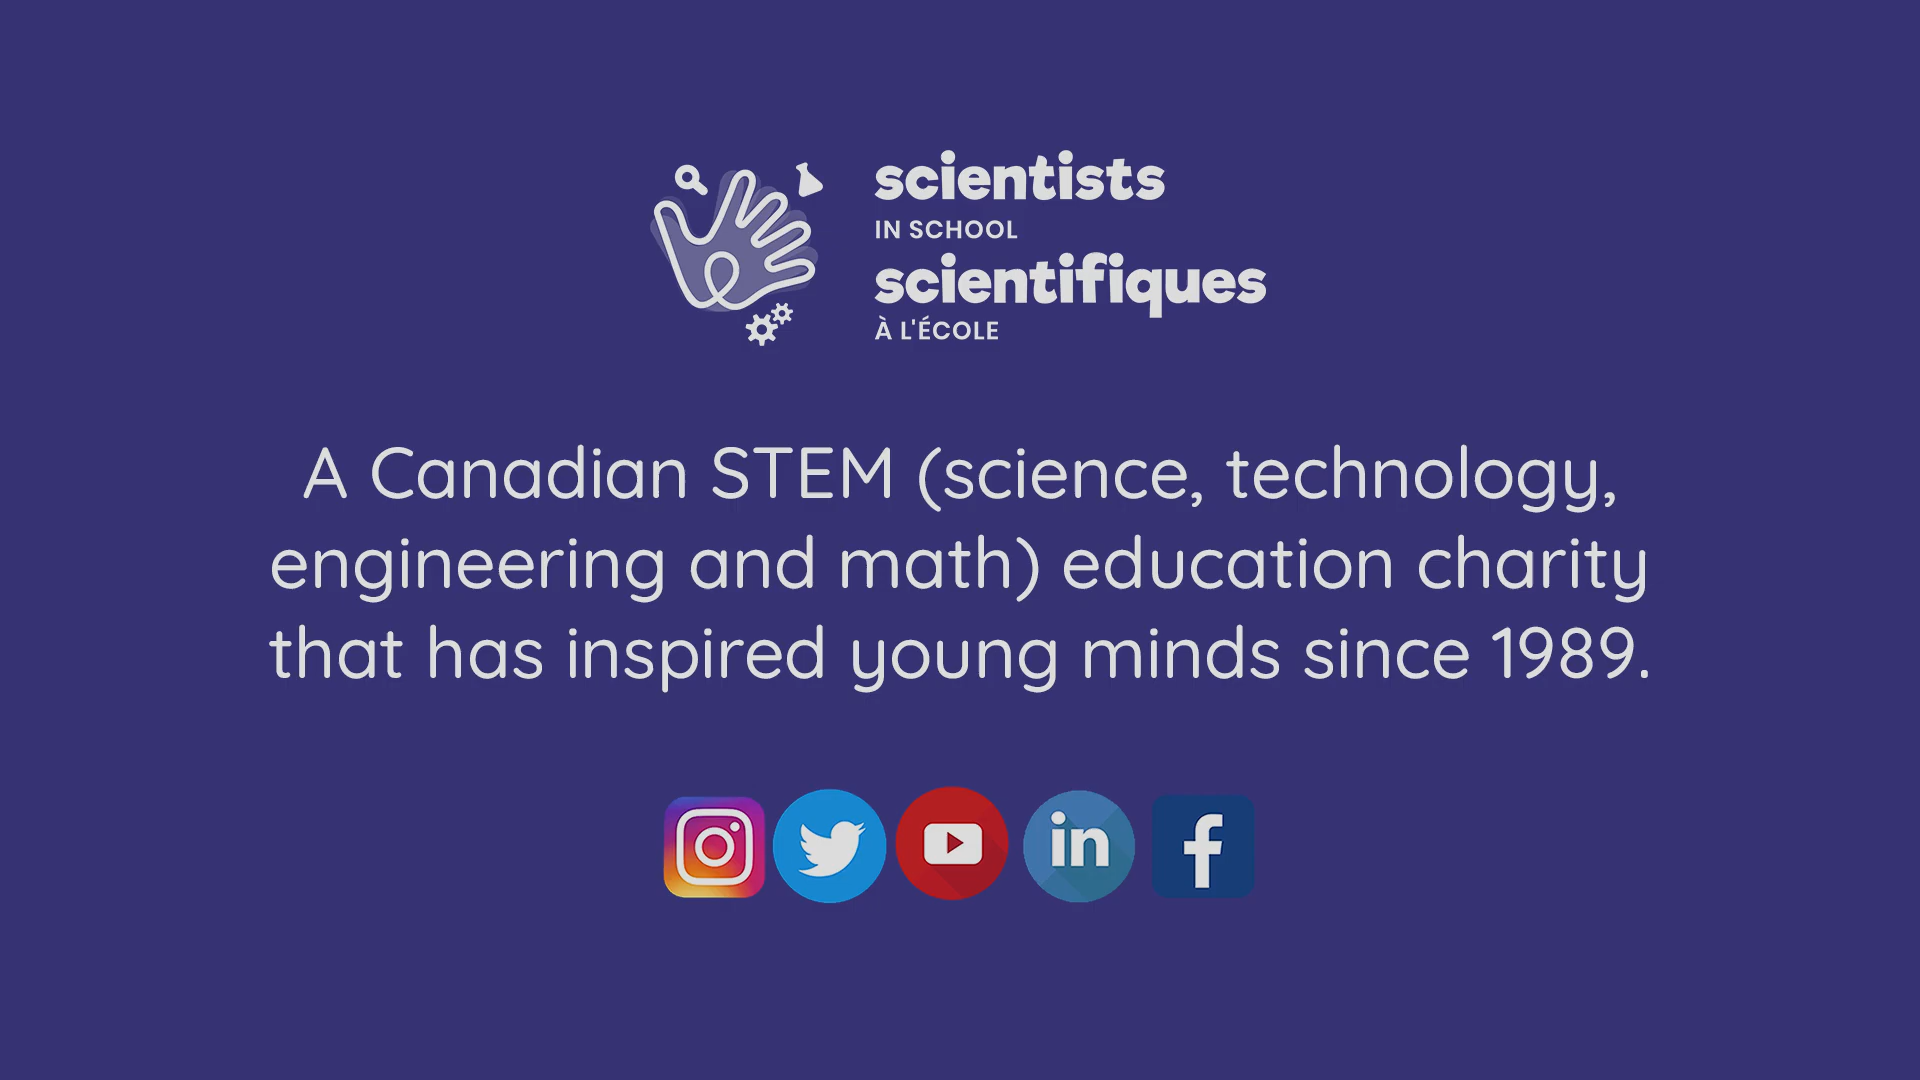 scientists
IN SCHOOL
scientifiques
À L'ÉCOLE
A Canadian STEM (science, technology,
engineering and math) education charity
that has inspired young minds since 1989.
in
f